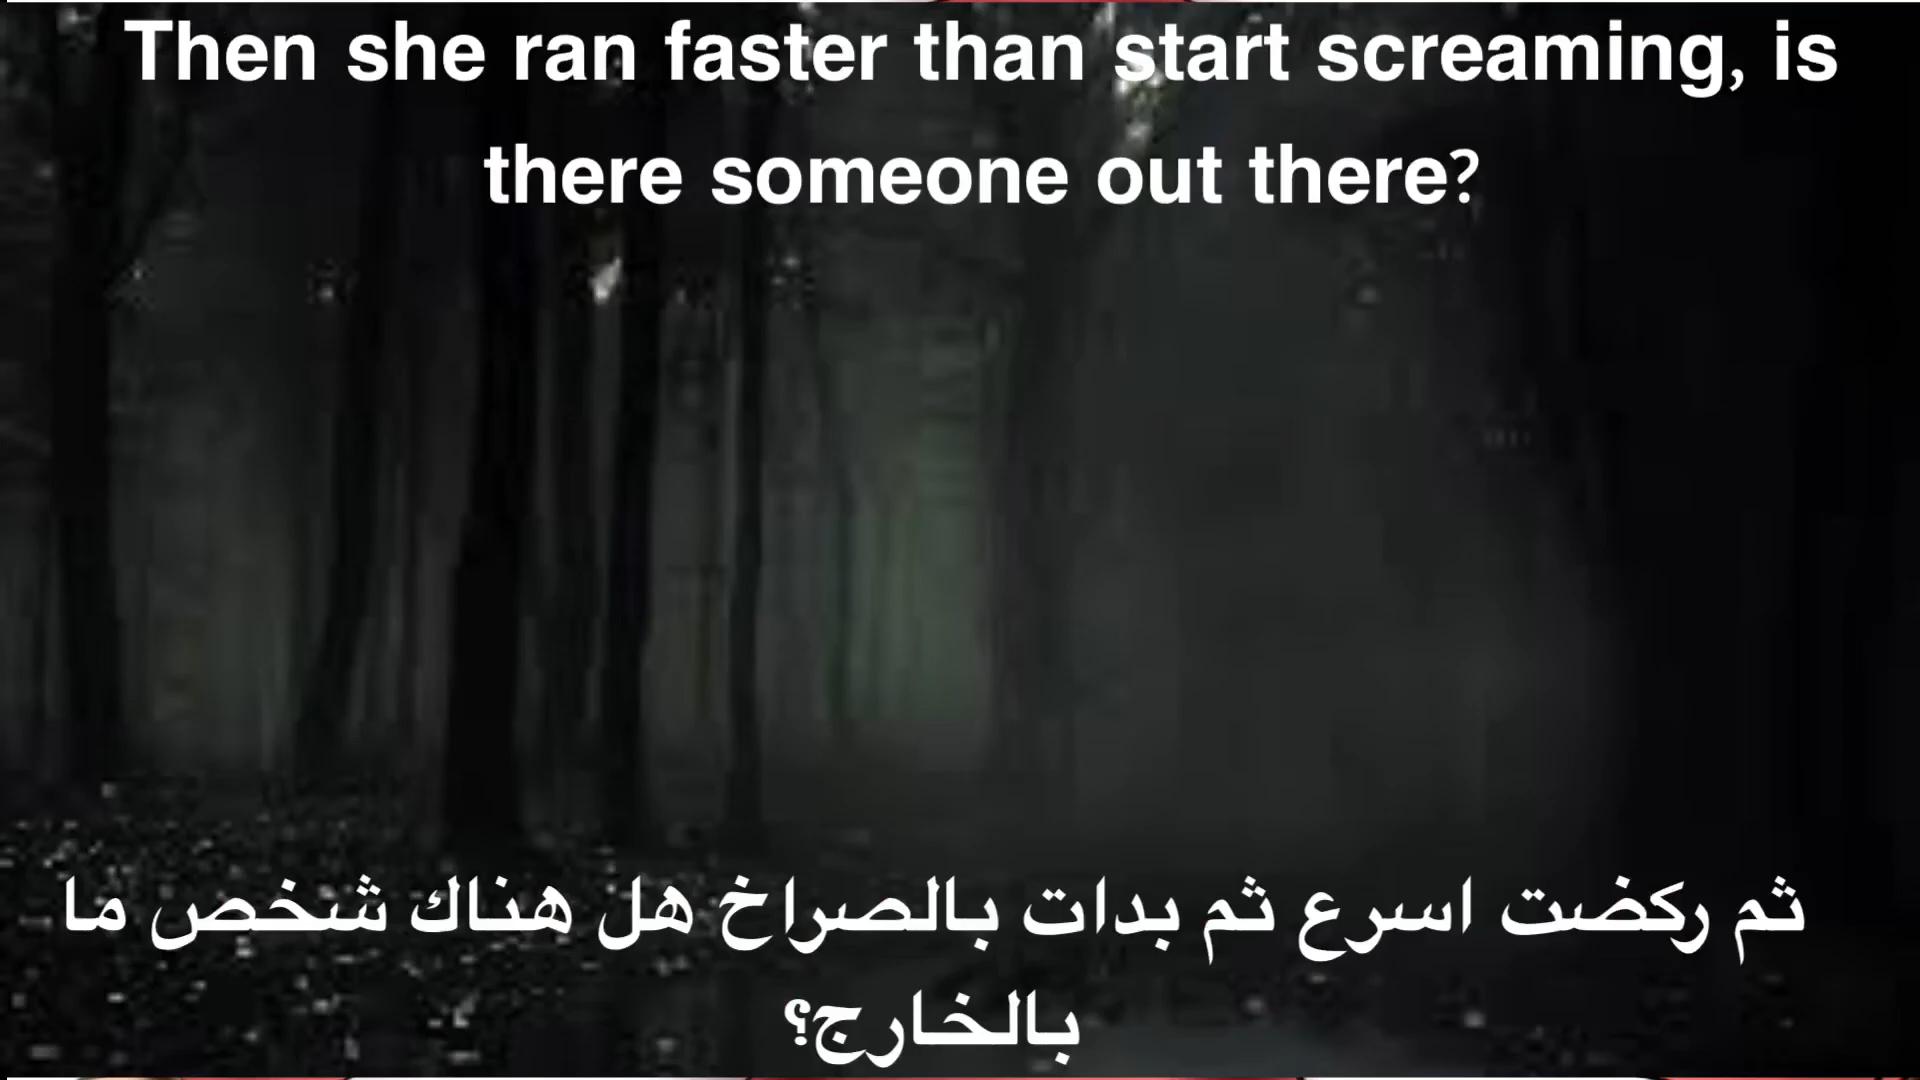 Then she ran faster than start screaming, is
there someone out there?
ثم ركضت اسرع ثم بدات بالصراخ هل هناك شخص ما
بالخارج؟